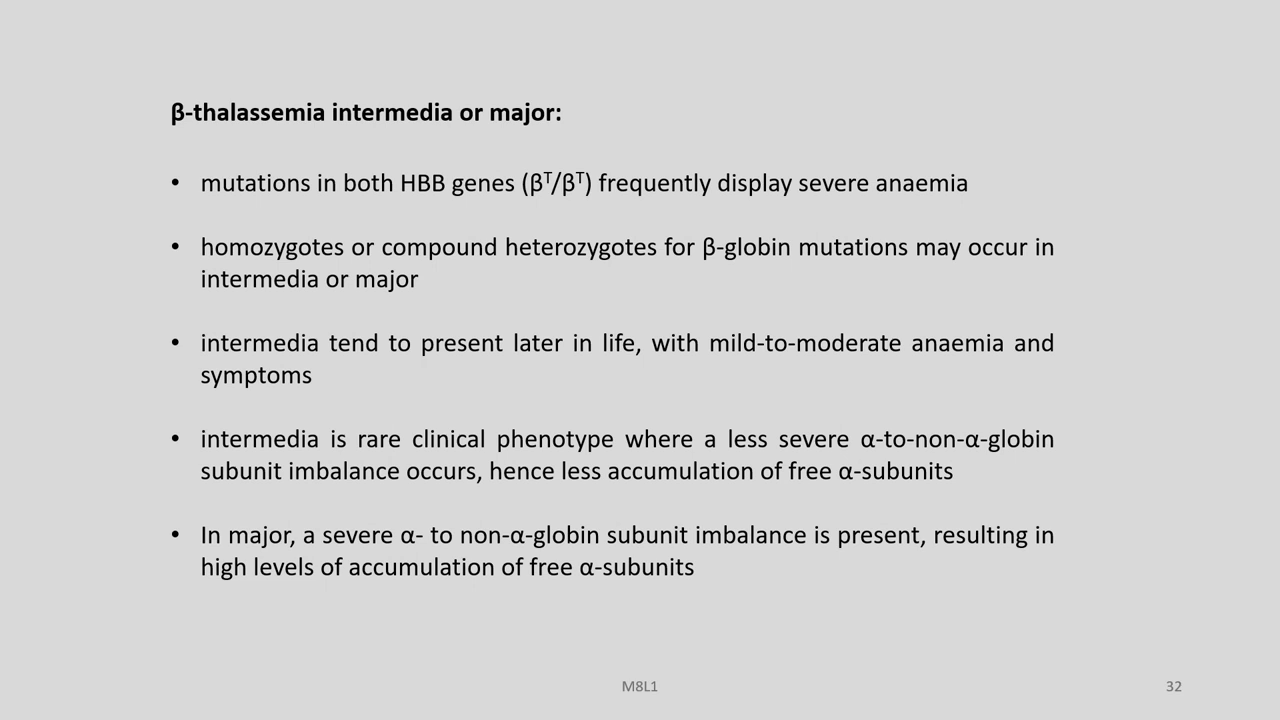 β-thalassemia intermedia or major:
• mutations in both HBB genes (βᵀ/βᵀ) frequently display severe anaemia
• homozygotes or compound heterozygotes for β-globin mutations may occur in
intermedia or major
• intermedia tend to present later in life, with mild-to-moderate anaemia and
symptoms
• intermedia is rare clinical phenotype where a less severe α-to-non-α-globin
subunit imbalance occurs, hence less accumulation of free α-subunits
• In major, a severe α- to non-α-globin subunit imbalance is present, resulting in
high levels of accumulation of free α-subunits
M8L1
32